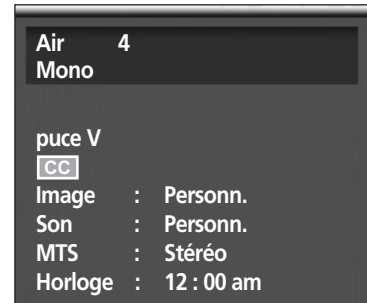 Air 4
Mono
puce V
CC
Image : Personn.
Son : Personn.
MTS : Stéréo
Horloge : 12 : 00 am